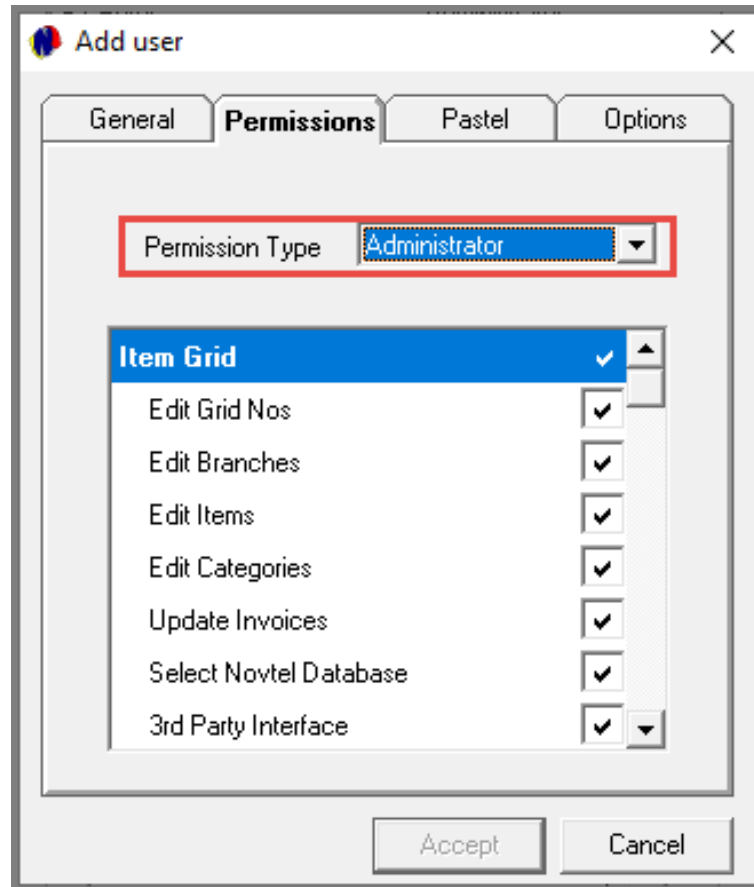 Add user
General Permissions Pastel Options
Permission Type Administrator
Item Grid
Edit Grid Nos
Edit Branches
Edit Items
Edit Categories
Update Invoices
Select Novtel Database
3rd Party Interface
Accept Cancel